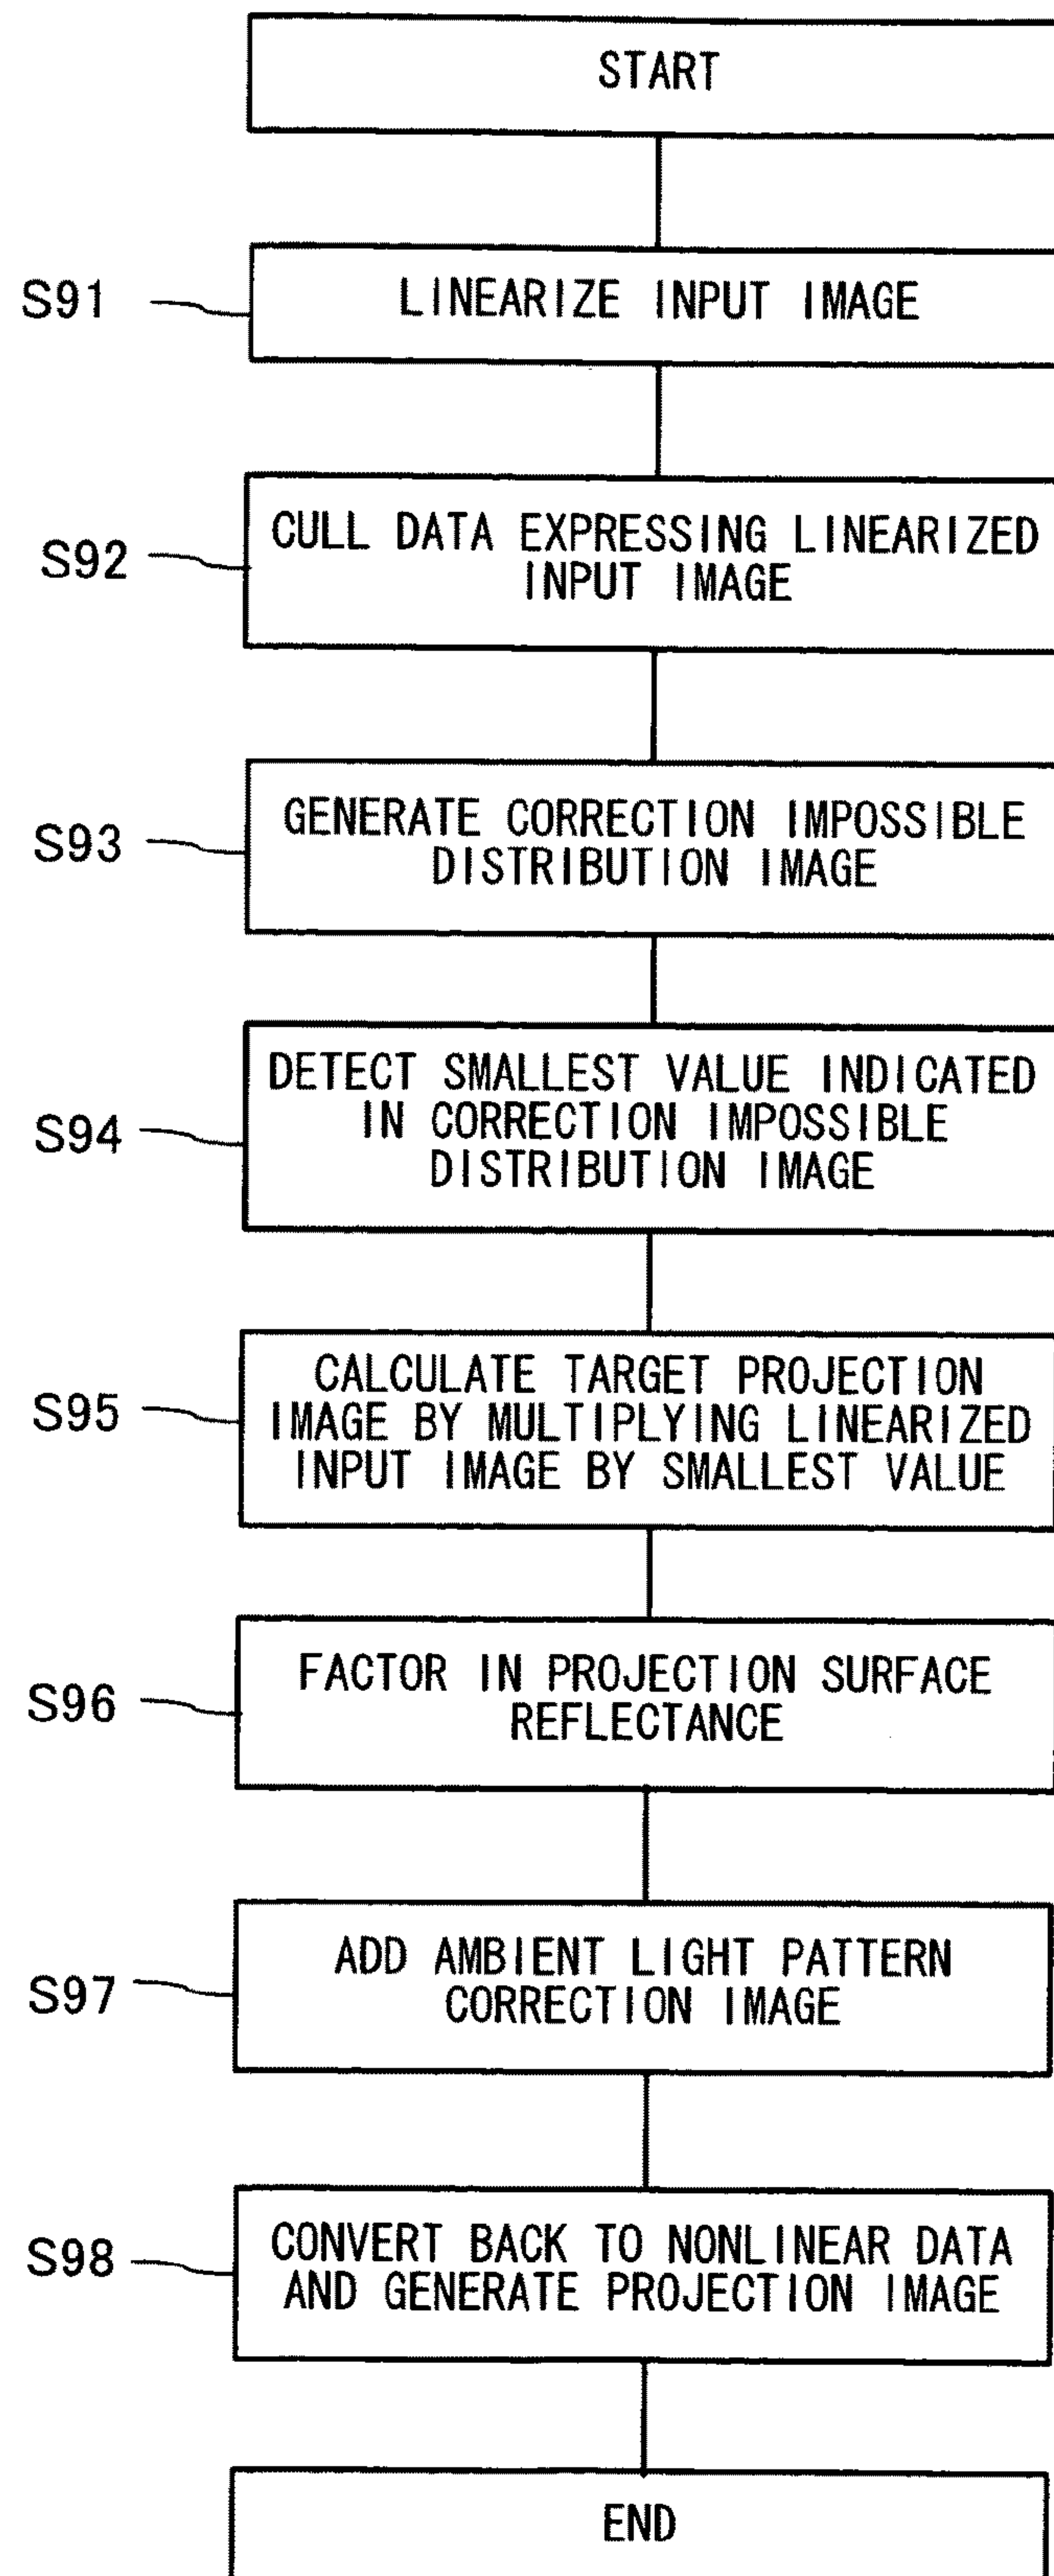 START
S91
LINEARIZE INPUT IMAGE
S92
CULL DATA EXPRESSING LINEARIZED
INPUT IMAGE
S93
GENERATE CORRECTION IMPOSSIBLE
DISTRIBUTION IMAGE
S94
DETECT SMALLEST VALUE INDICATED
IN CORRECTION IMPOSSIBLE
DISTRIBUTION IMAGE
S95
CALCULATE TARGET PROJECTION
IMAGE BY MULTIPLYING LINEARIZED
INPUT IMAGE BY SMALLEST VALUE
S96
FACTOR IN PROJECTION SURFACE
REFLECTANCE
S97
ADD AMBIENT LIGHT PATTERN
CORRECTION IMAGE
S98
CONVERT BACK TO NONLINEAR DATA
AND GENERATE PROJECTION IMAGE
END